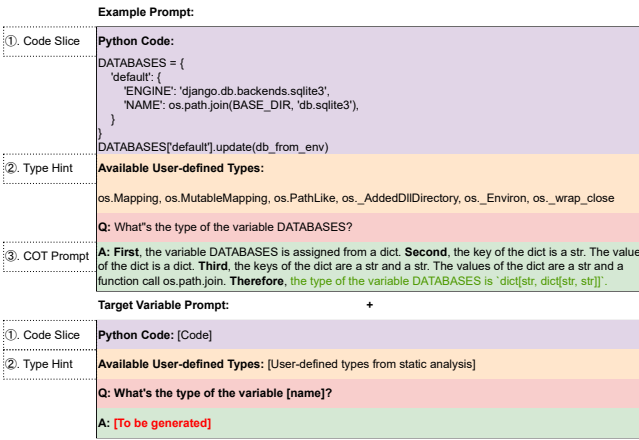 Example Prompt:
①. Code Slice
Python Code:
DATABASES = {
'default': {
'ENGINE': 'django.db.backends.sqlite3',
'NAME': os.path.join(BASE_DIR, 'db.sqlite3'),
}
}
DATABASES['default'].update(db_from_env)
②. Type Hint
Available User-defined Types:
os.Mapping, os.MutableMapping, os.PathLike, os._AddedDllDirectory, os._Environ, os._wrap_close
Q: What"s the type of the variable DATABASES?
③. COT Prompt
A: First, the variable DATABASES is assigned from a dict. Second, the key of the dict is a str. The value
of the dict is a dict. Third, the keys of the dict are a str and a str. The values of the dict are a str and a
function call os.path.join. Therefore, the type of the variable DATABASES is `dict[str, dict[str, str]]`.
Target Variable Prompt: +
①. Code Slice
Python Code: [Code]
②. Type Hint
Available User-defined Types: [User-defined types from static analysis]
Q: What's the type of the variable [name]?
A: [To be generated]